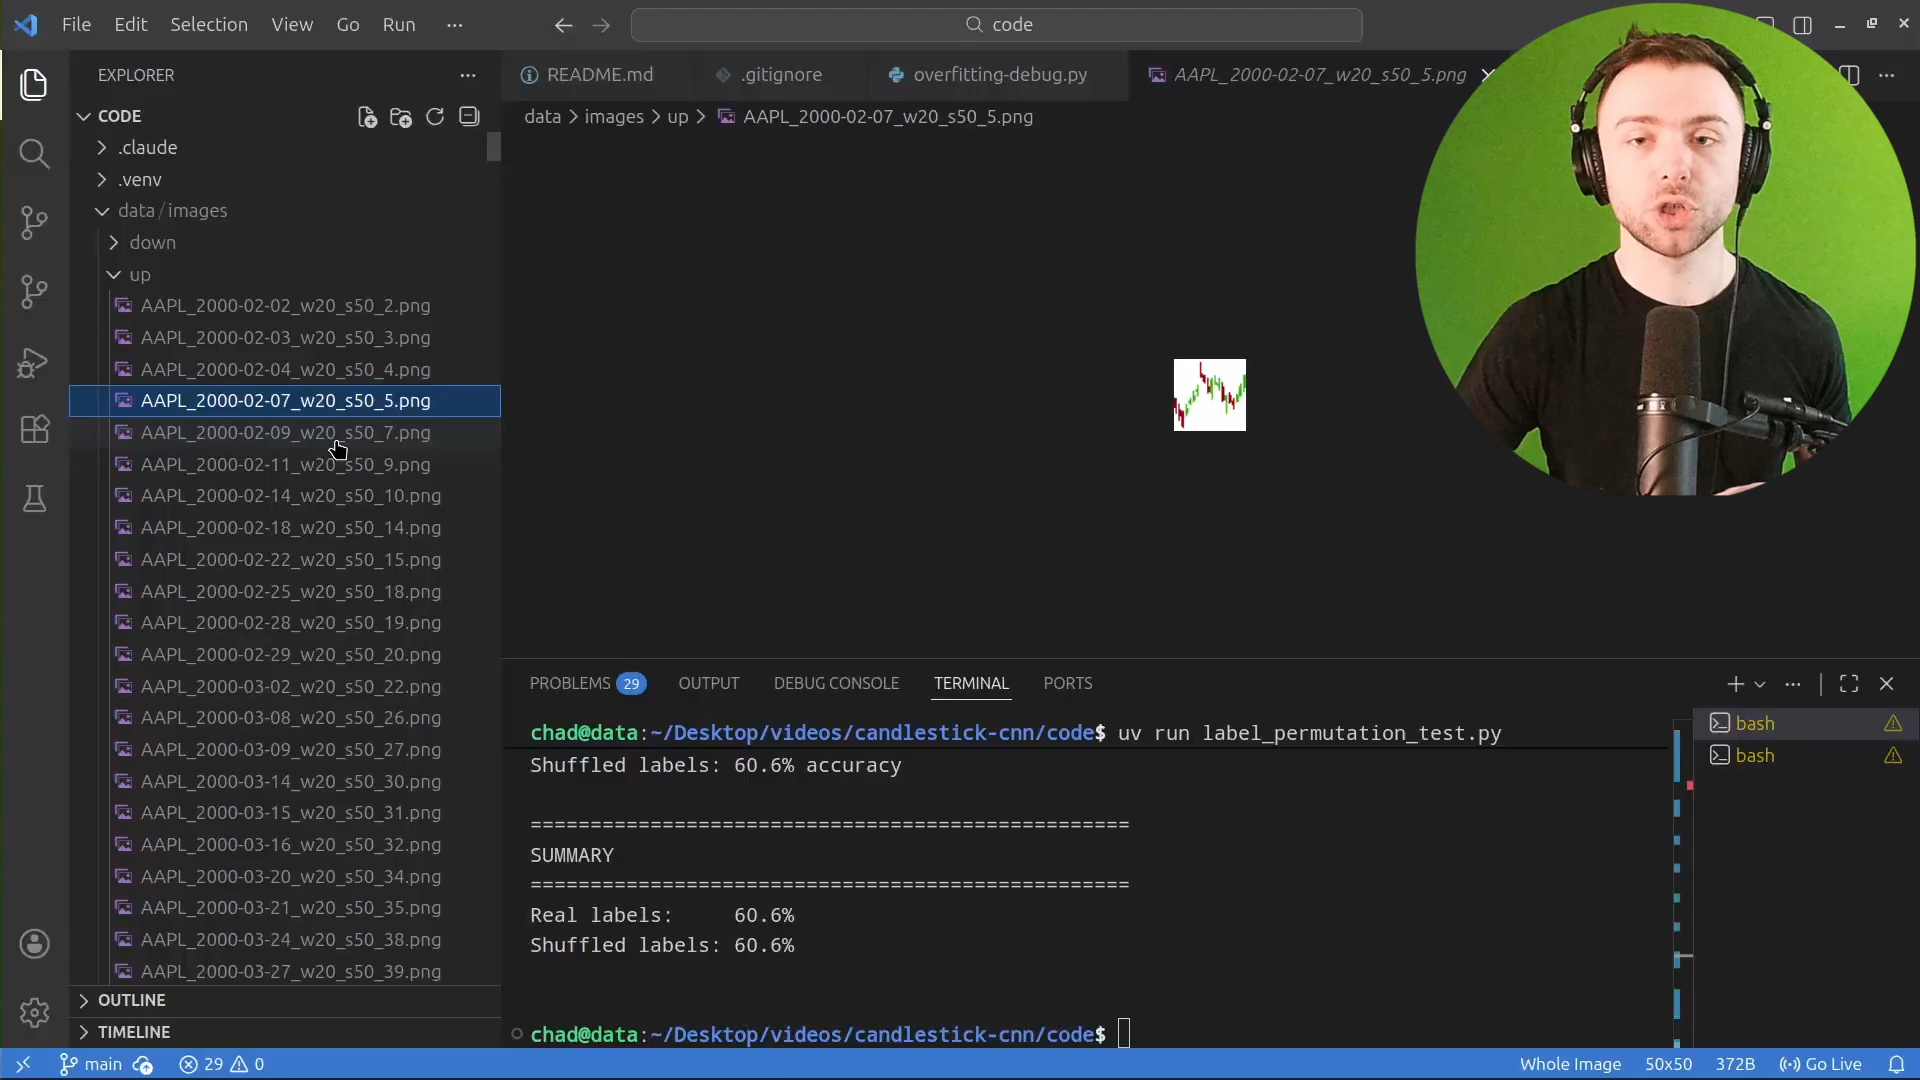 File Edit Selection View Go Run ···
code
EXPLORER
CODE
.claude
.venv
data/images
down
up
AAPL_2000-02-02_w20_s50_2.png
AAPL_2000-02-03_w20_s50_3.png
AAPL_2000-02-04_w20_s50_4.png
AAPL_2000-02-07_w20_s50_5.png
AAPL_2000-02-09_w20_s50_7.png
AAPL_2000-02-11_w20_s50_9.png
AAPL_2000-02-14_w20_s50_10.png
AAPL_2000-02-18_w20_s50_14.png
AAPL_2000-02-22_w20_s50_15.png
AAPL_2000-02-25_w20_s50_18.png
AAPL_2000-02-28_w20_s50_19.png
AAPL_2000-02-29_w20_s50_20.png
AAPL_2000-03-02_w20_s50_22.png
AAPL_2000-03-08_w20_s50_26.png
AAPL_2000-03-09_w20_s50_27.png
AAPL_2000-03-14_w20_s50_30.png
AAPL_2000-03-15_w20_s50_31.png
AAPL_2000-03-16_w20_s50_32.png
AAPL_2000-03-20_w20_s50_34.png
AAPL_2000-03-21_w20_s50_35.png
AAPL_2000-03-24_w20_s50_38.png
AAPL_2000-03-27_w20_s50_39.png
OUTLINE
TIMELINE
README.md .gitignore overfitting-debug.py AAPL_2000-02-07_w20_s50_5.png
data > images > up > AAPL_2000-02-07_w20_s50_5.png
PROBLEMS 29 OUTPUT DEBUG CONSOLE TERMINAL PORTS
chad@data:~/Desktop/videos/candlestick-cnn/code$ uv run label_permutation_test.py
Shuffled labels: 60.6% accuracy
==================================================
SUMMARY
==================================================
Real labels: 60.6%
Shuffled labels: 60.6%
chad@data:~/Desktop/videos/candlestick-cnn/code$
bash
bash
main 29 0 Whole Image 50x50 372B Go Live